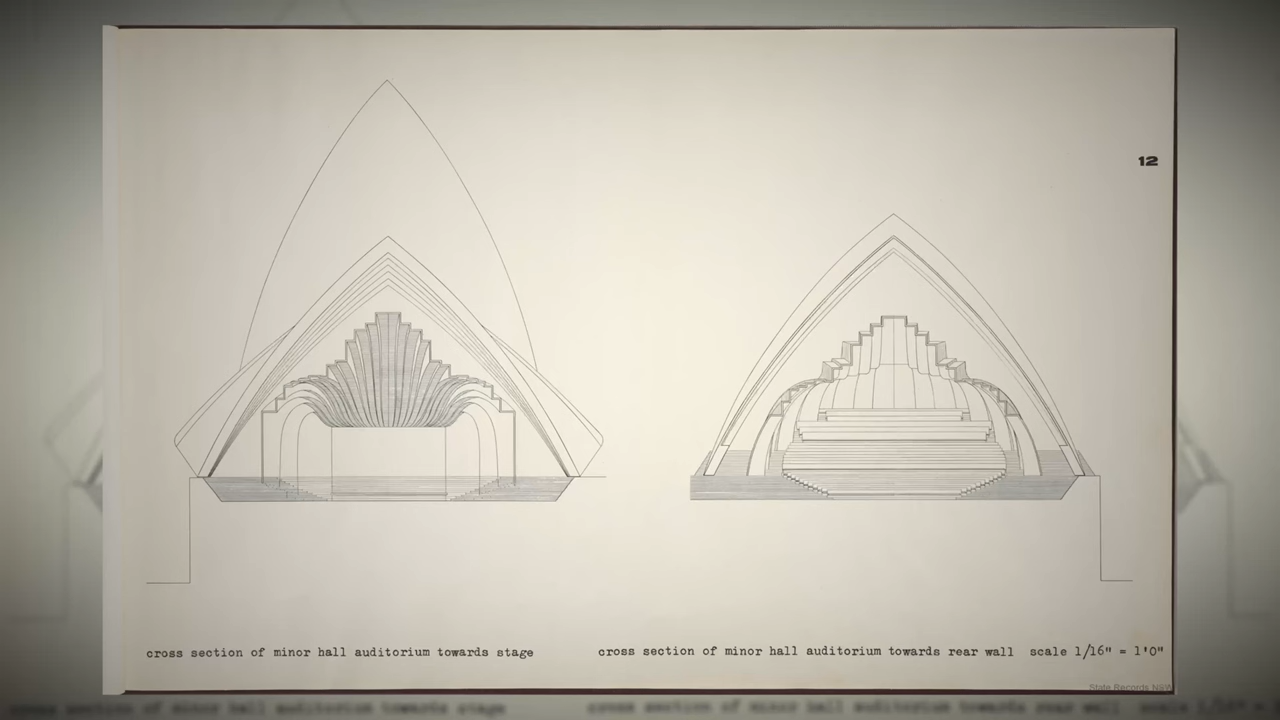 12
cross section of minor hall auditorium towards stage
cross section of minor hall auditorium towards rear wall scale 1/16" = 1'0"
State Records NSW